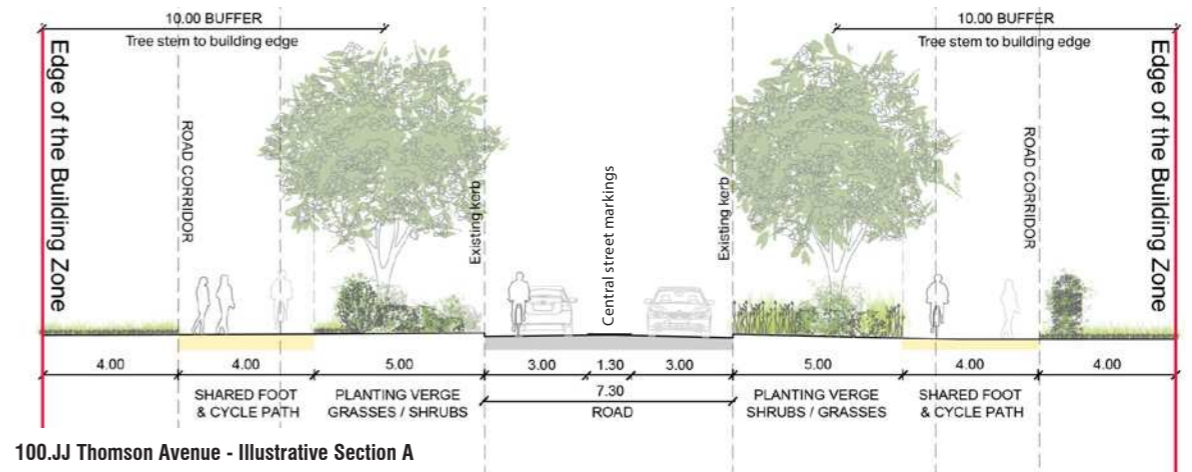 10.00 BUFFER
Tree stem to building edge
10.00 BUFFER
Tree stem to building edge
Edge of the Building Zone
ROAD CORRIDOR
Existing kerb
Central street markings
Existing kerb
ROAD CORRIDOR
Edge of the Building Zone
4.00
4.00
5.00
3.00
1.30
3.00
5.00
4.00
4.00
7.30
SHARED FOOT
& CYCLE PATH
PLANTING VERGE
GRASSES / SHRUBS
ROAD
PLANTING VERGE
SHRUBS / GRASSES
SHARED FOOT
& CYCLE PATH
100.JJ Thomson Avenue - Illustrative Section A